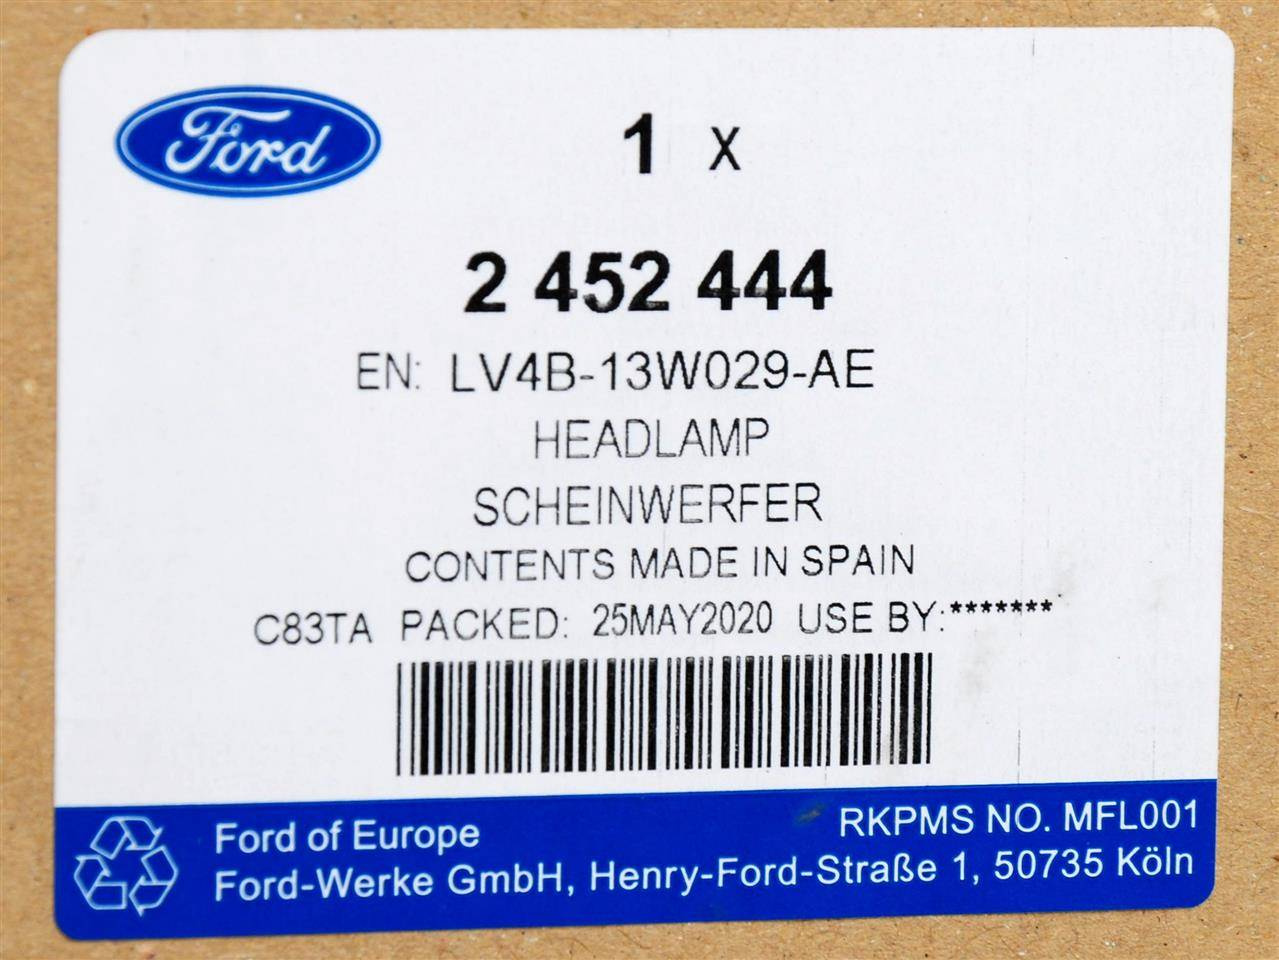 Ford
1 X
2 452 444
EN: LV4B-13W029-AE
HEADLAMP
SCHEINWERFER
CONTENTS MADE IN SPAIN
C83TA PACKED: 25MAY2020 USE BY:*******
RKPMS NO. MFL001
Ford of Europe
Ford-Werke GmbH, Henry-Ford-Straße 1, 50735 Köln